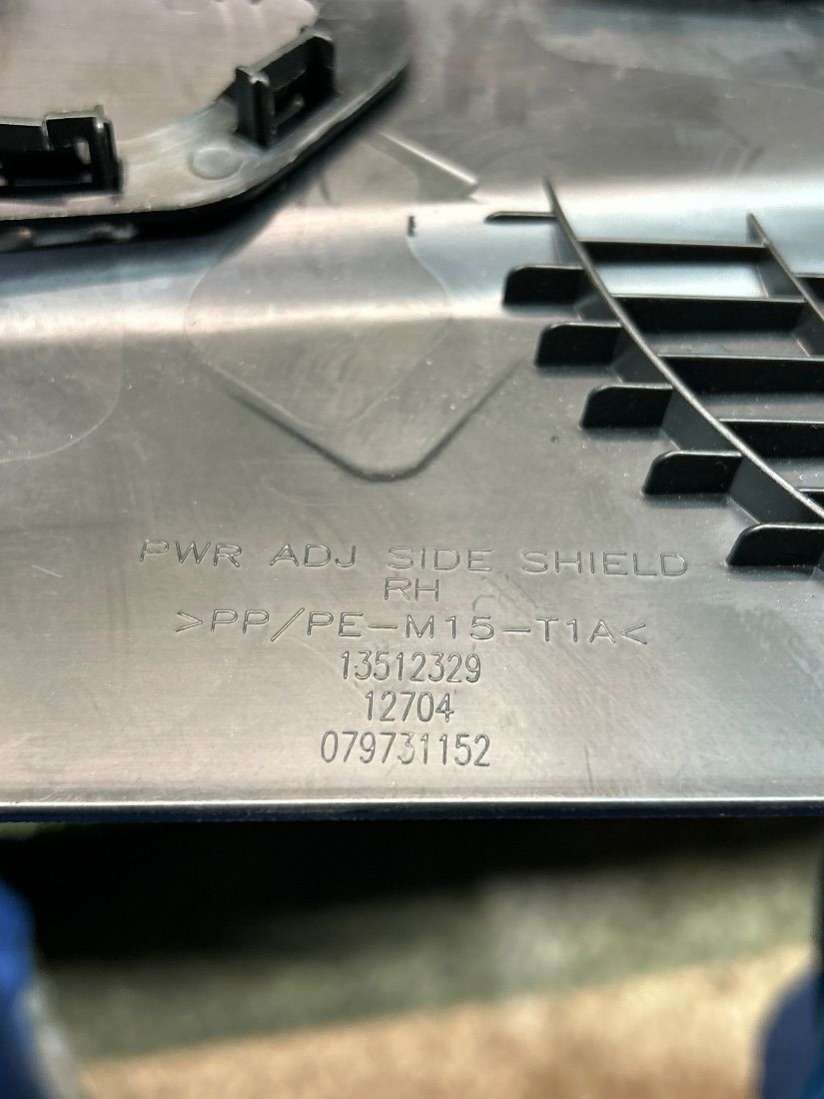 PWR ADJ SIDE SHIELD
RH
>PP/PE-M15-T1A<
13512329
12704
079731152